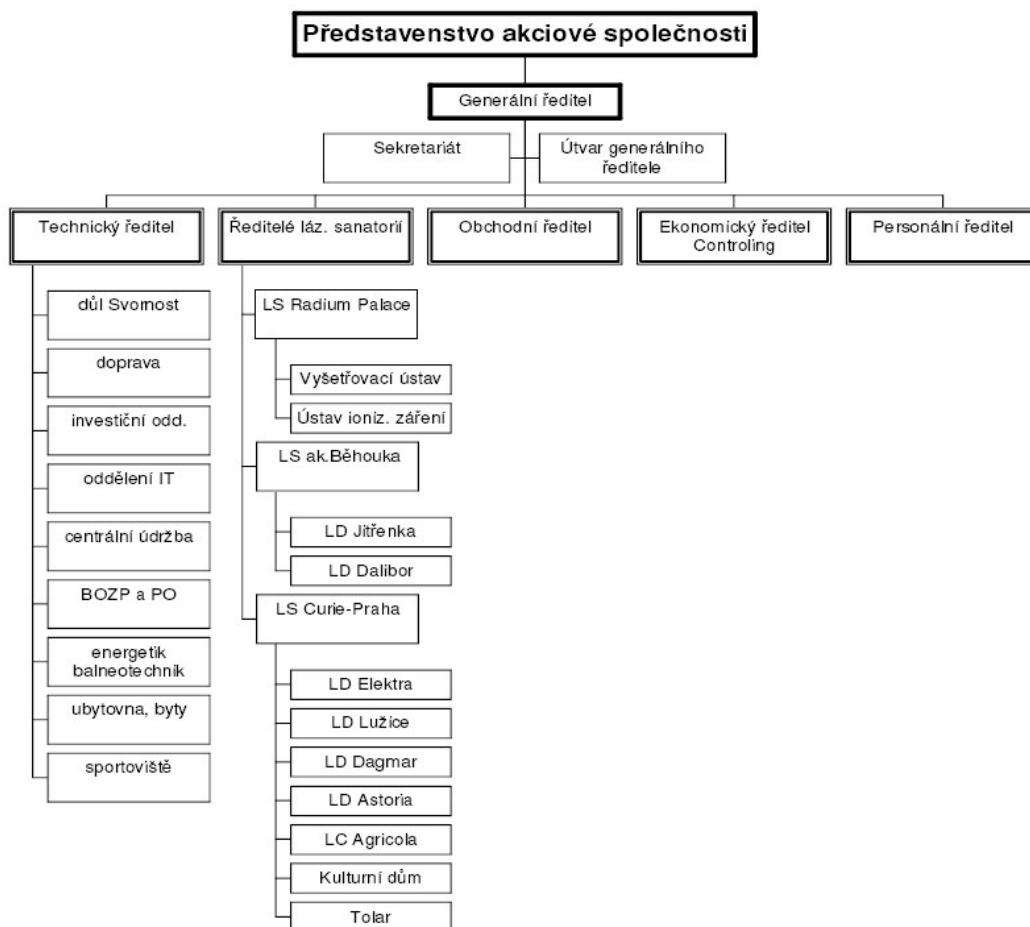 Představenstvo akciové společnosti
Generální ředitel
Sekretariát
Útvar generálního
ředitele
Technický ředitel
Ředitelé láz. sanatorií
Obchodní ředitel
Ekonomický ředitel
Controling
Personální ředitel
důl Svornost
doprava
investiční odd.
oddělení IT
centrální údržba
BOZP a PO
energetik
balneotechnik
ubytovna, byty
sportoviště
LS Radium Palace
Vyšetřovací ústav
Ústav ioniz. záření
LS ak.Běhouka
LD Jitřenka
LD Dalibor
LS Curie-Praha
LD Elektra
LD Lužice
LD Dagmar
LD Astoria
LC Agricola
Kulturní dům
Tolar